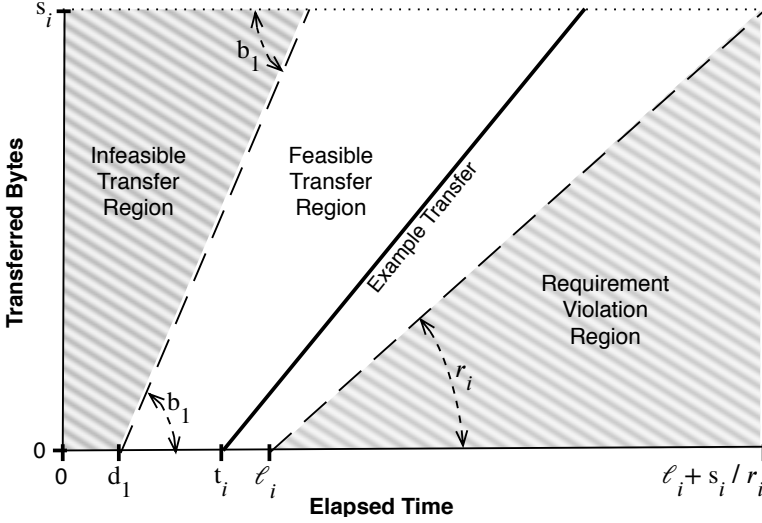 s_i
b_1
Infeasible
Transfer
Region
Feasible
Transfer
Region
Example Transfer
Requirement
Violation
Region
Transferred Bytes
b_1
r_i
0
0
d_1
t_i
ℓ_i
ℓ_i + s_i / r_i
Elapsed Time